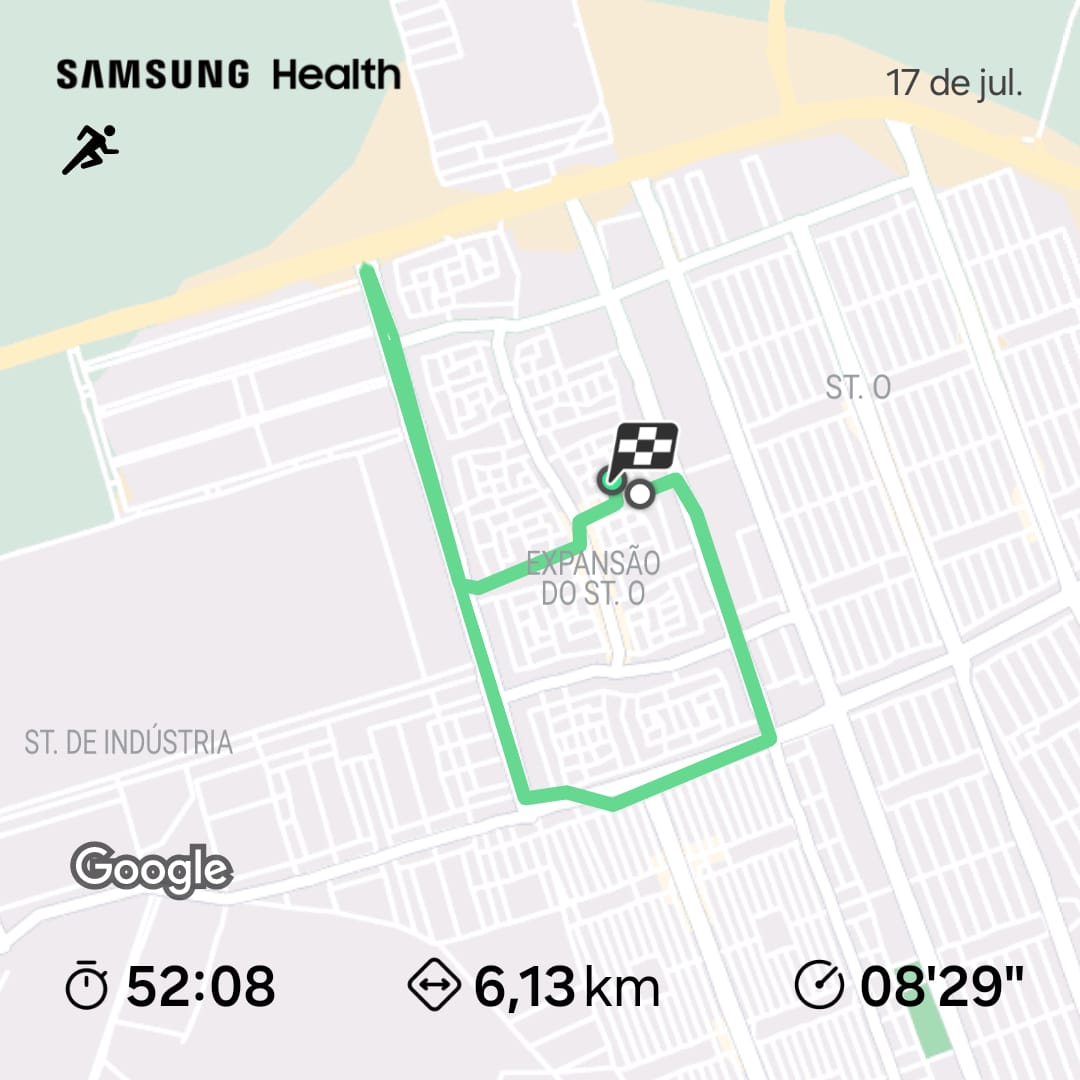 SAMSUNG Health
17 de jul.
ST. O
EXPANSÃO
DO ST. O
ST. DE INDÚSTRIA
Google
52:08
6,13 km
08'29"